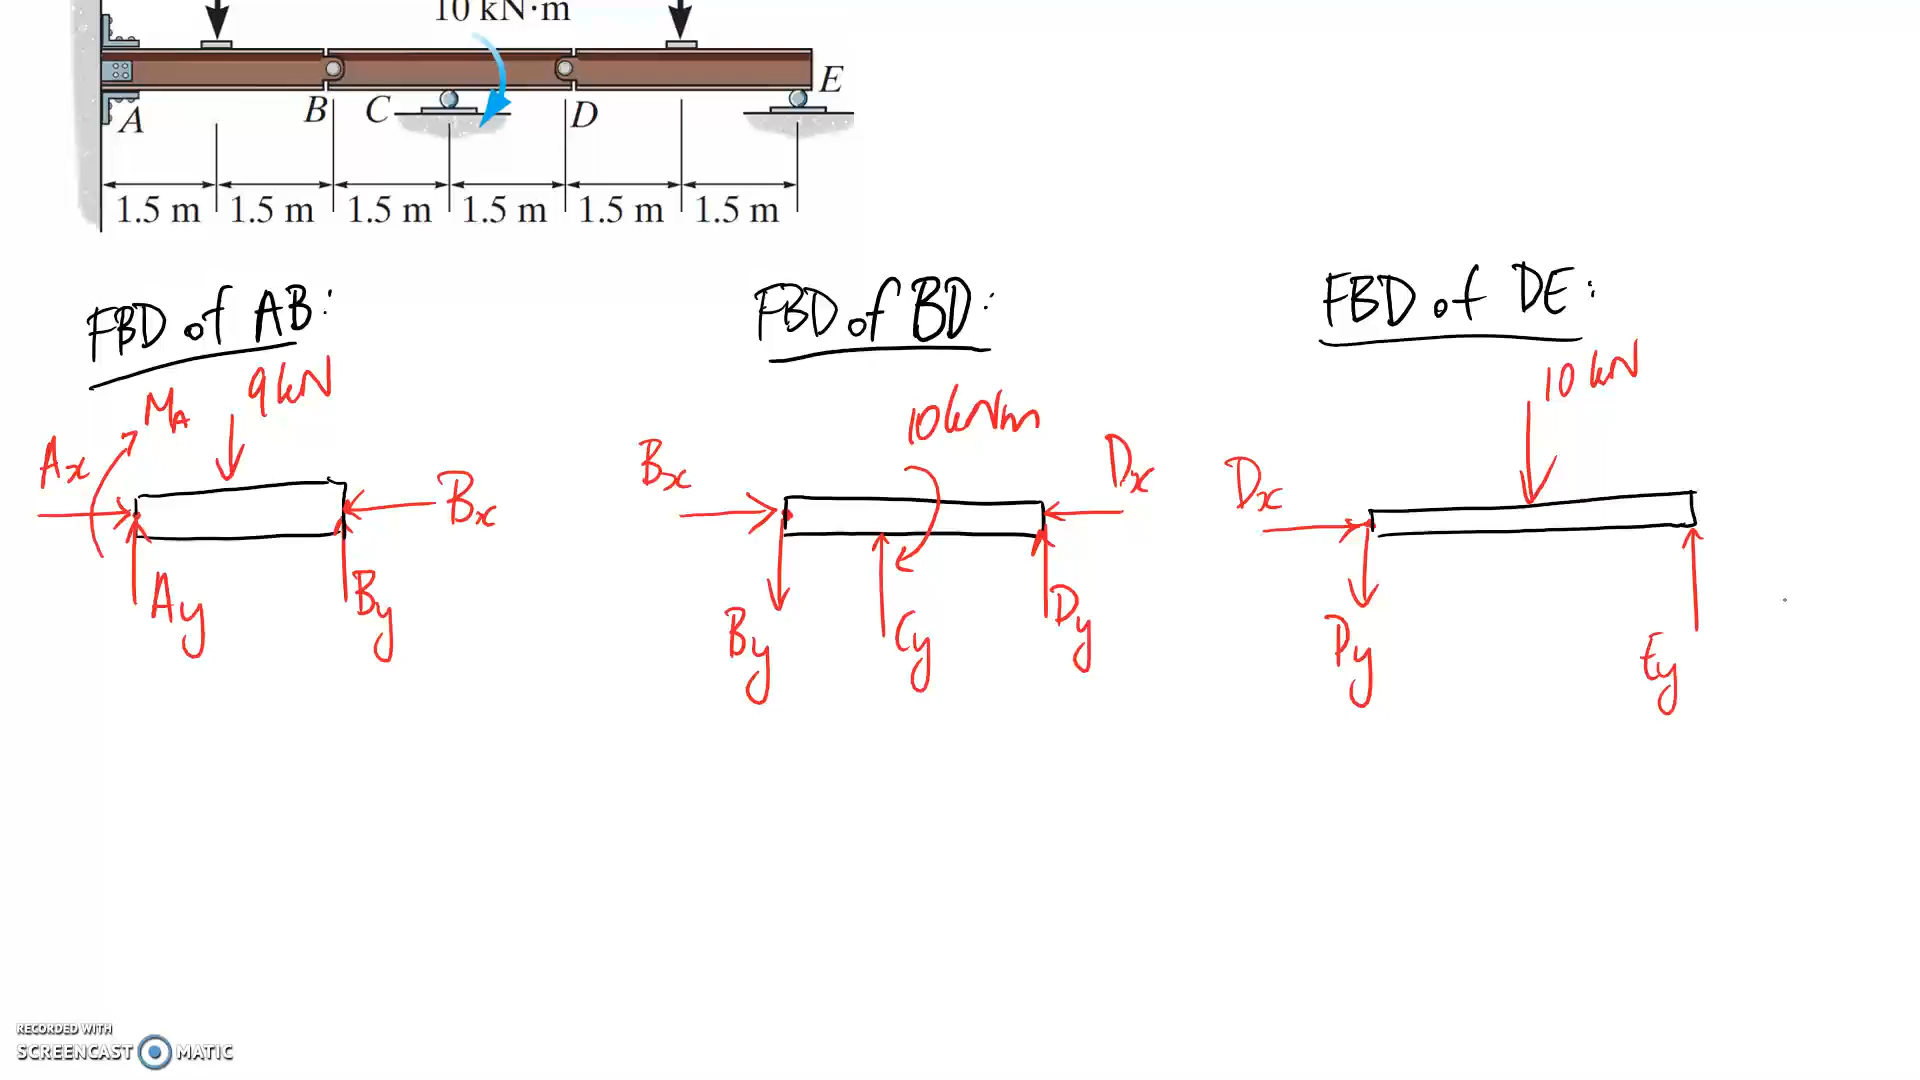 10 kN·m
A
B
C
D
E
1.5 m 1.5 m 1.5 m 1.5 m 1.5 m 1.5 m
FBD of AB:
9kN
MA
Ax
Bx
Ay
By
FBD of BD:
10kNm
Bx
Dx
By
Cy
Dy
FBD of DE:
10 kN
Dx
Dy
Ey
RECORDED WITH
SCREENCAST MATIC